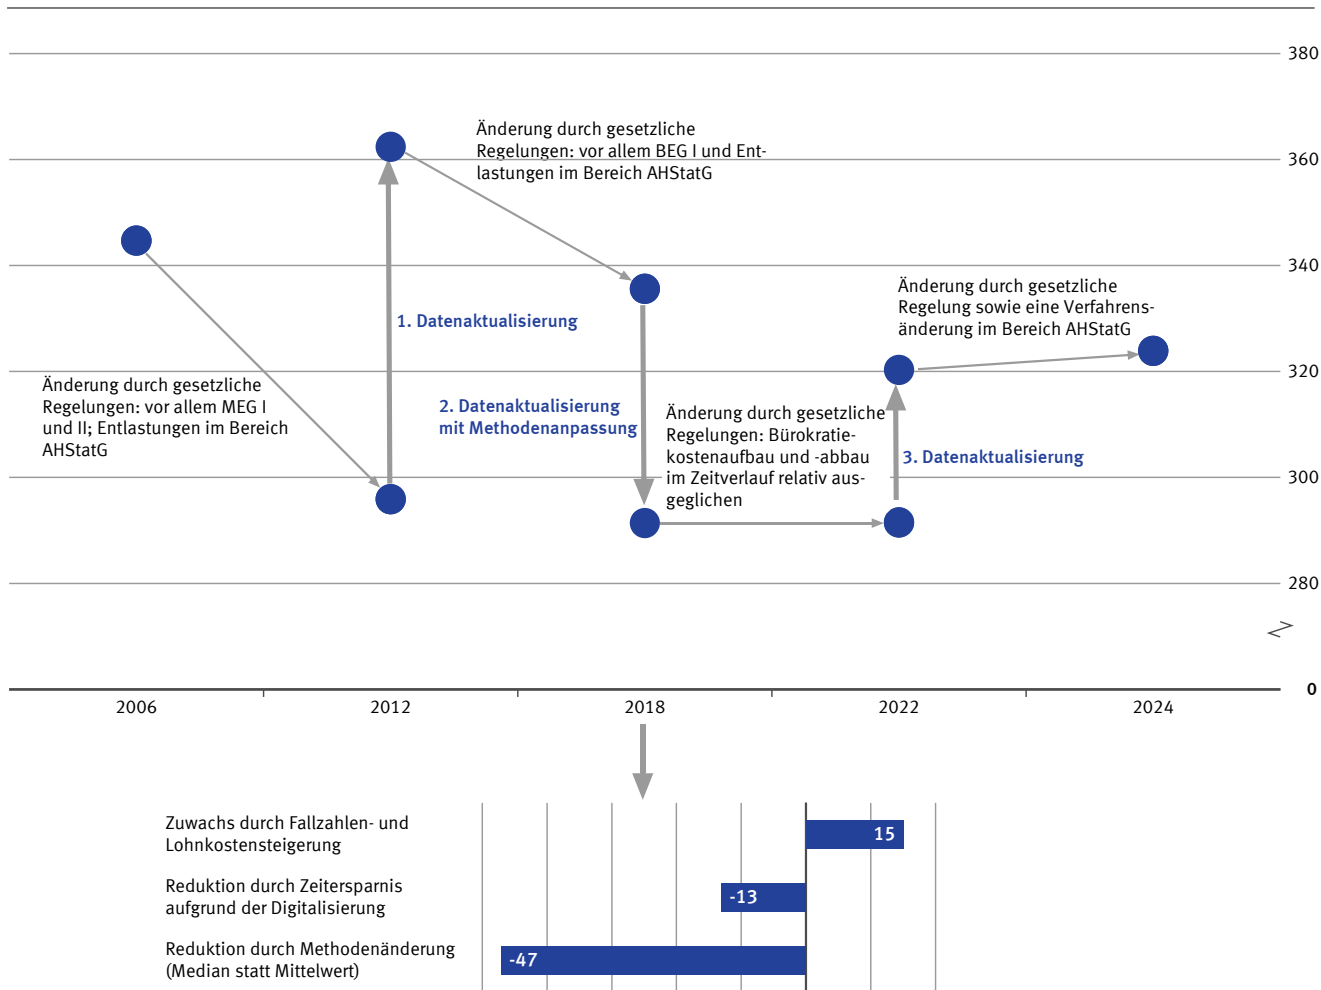 380
Änderung durch gesetzliche
Regelungen: vor allem BEG I und Ent-
lastungen im Bereich AHStatG
360
340
Änderung durch gesetzliche
Regelung sowie eine Verfahrens-
änderung im Bereich AHStatG
1. Datenaktualisierung
320
Änderung durch gesetzliche
Regelungen: vor allem MEG I
und II; Entlastungen im Bereich
AHStatG
2. Datenaktualisierung
mit Methodenanpassung
Änderung durch gesetzliche
Regelungen: Bürokratie-
kostenaufbau und -abbau
im Zeitverlauf relativ aus-
geglichen
3. Datenaktualisierung
300
280
0
2006
2012
2018
2022
2024
Zuwachs durch Fallzahlen- und
Lohnkostensteigerung
15
Reduktion durch Zeitersparnis
aufgrund der Digitalisierung
-13
Reduktion durch Methodenänderung
(Median statt Mittelwert)
-47